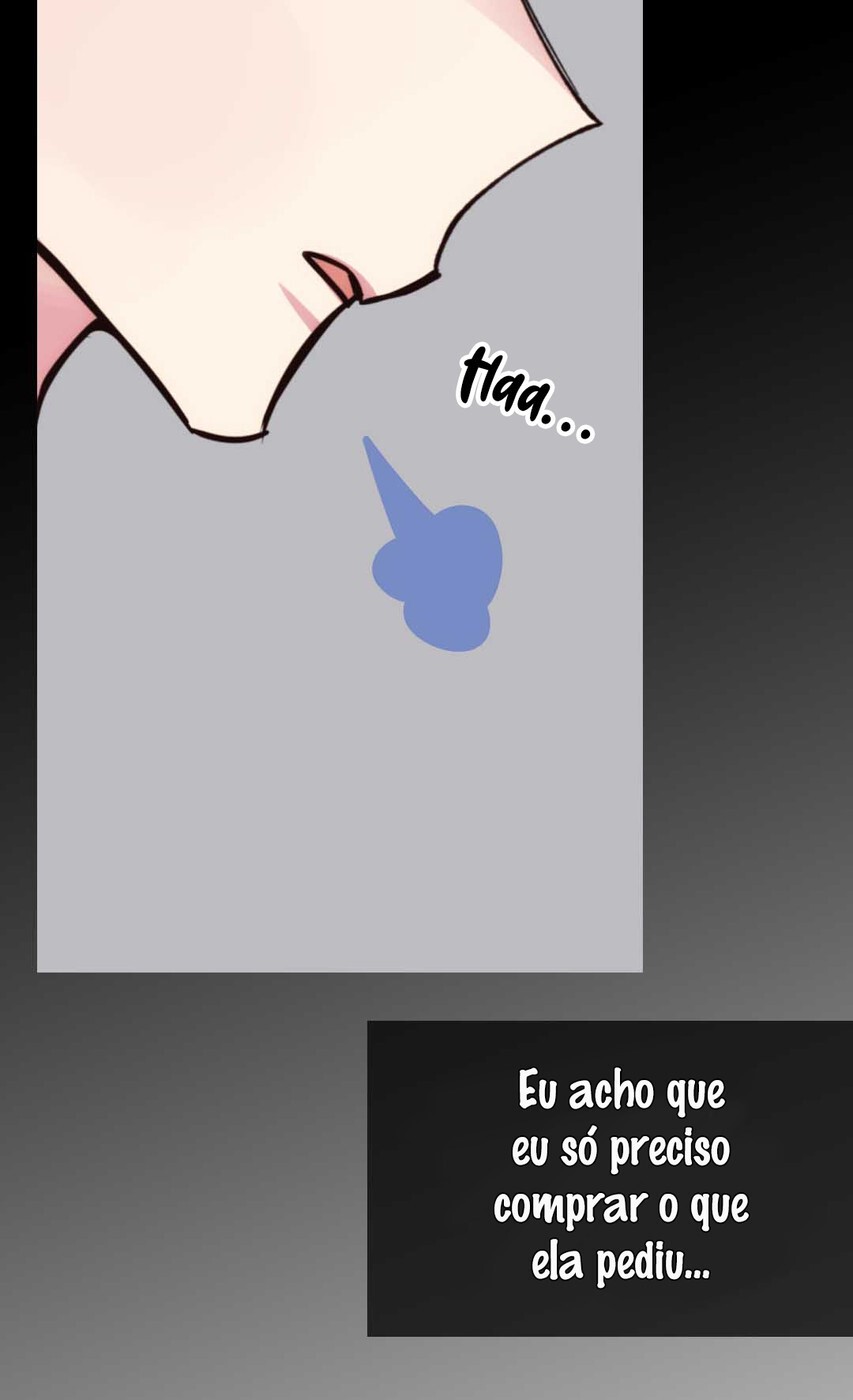 Haa...
Eu acho que
eu só preciso
comprar o que
ela pediu...